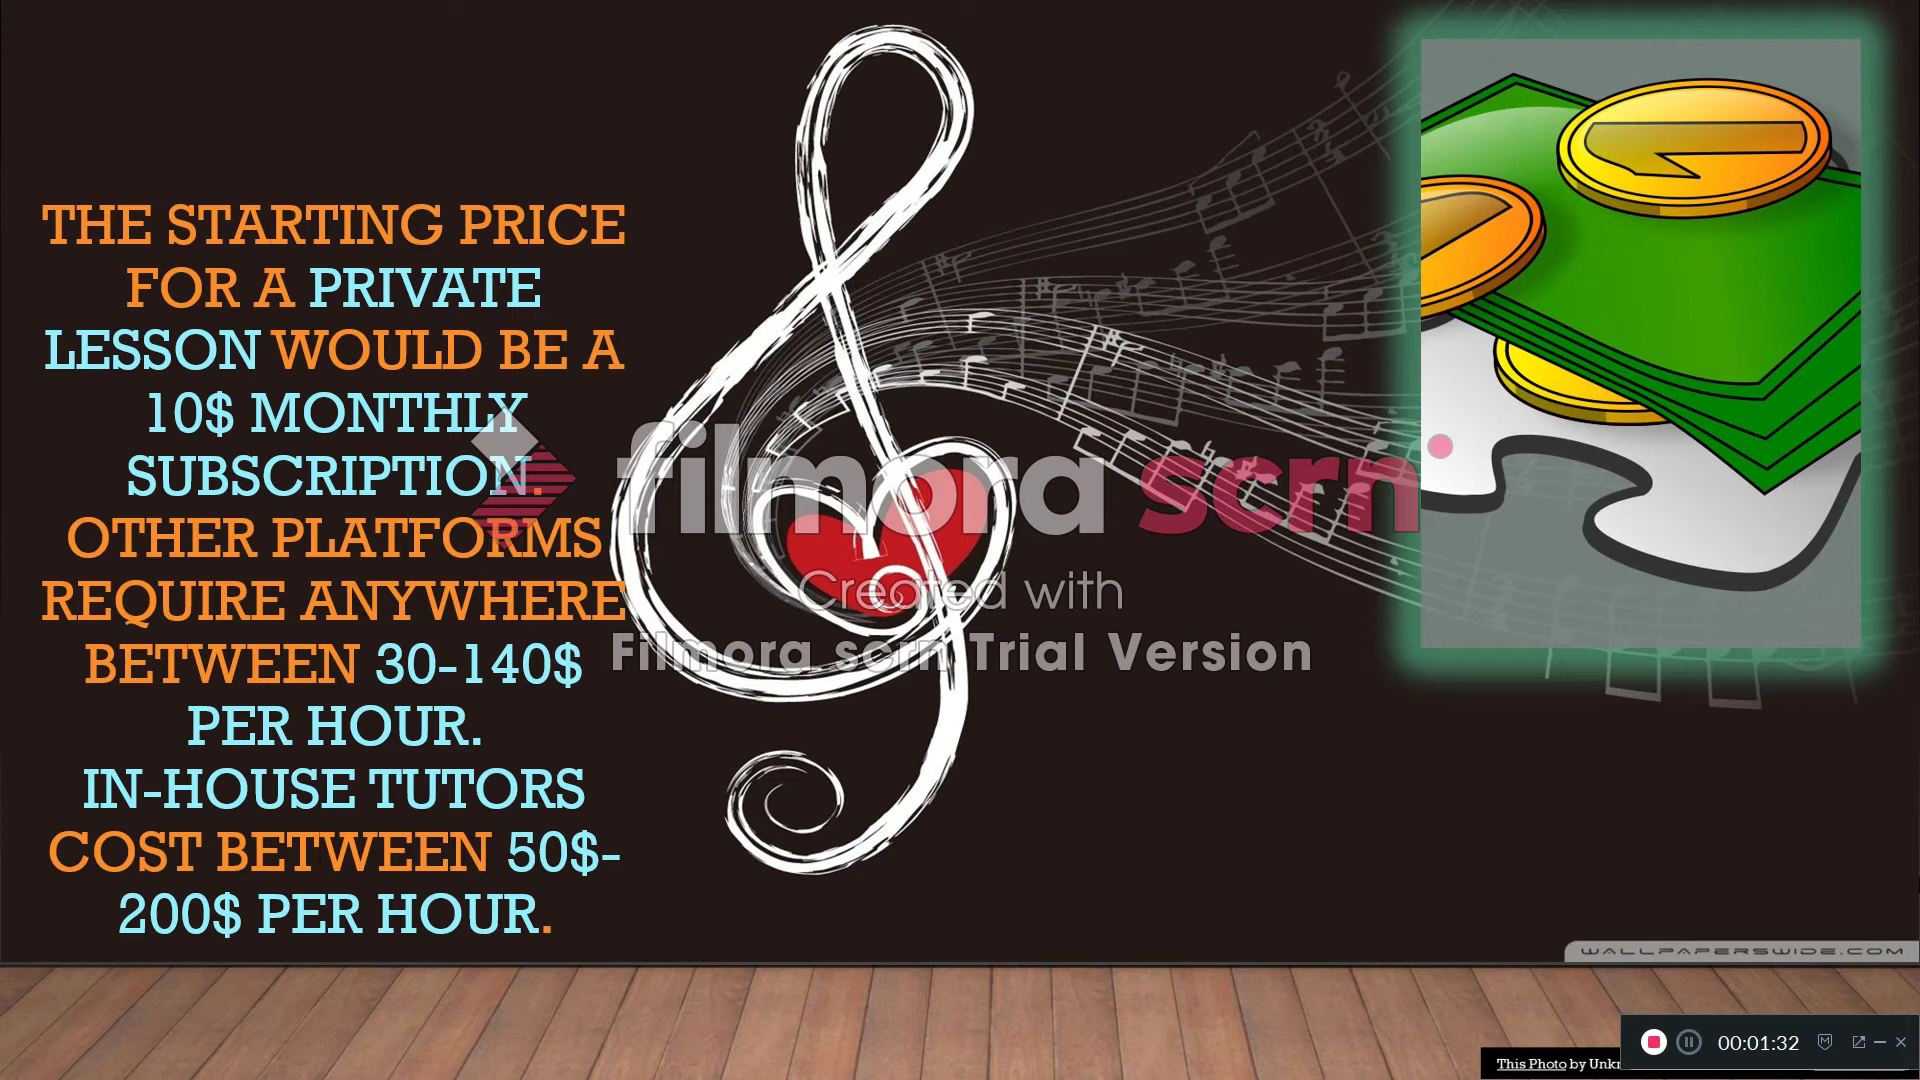 THE STARTING PRICE
FOR A PRIVATE
LESSON WOULD BE A
10$ MONTHLY
SUBSCRIPTION.
OTHER PLATFORMS
REQUIRE ANYWHERE
BETWEEN 30-140$
PER HOUR.
IN-HOUSE TUTORS
COST BETWEEN 50$-
200$ PER HOUR.
filmora scrn
Created with
Filmora scrn Trial Version
WALLPAPERSWIDE.COM
This Photo by
00:01:32